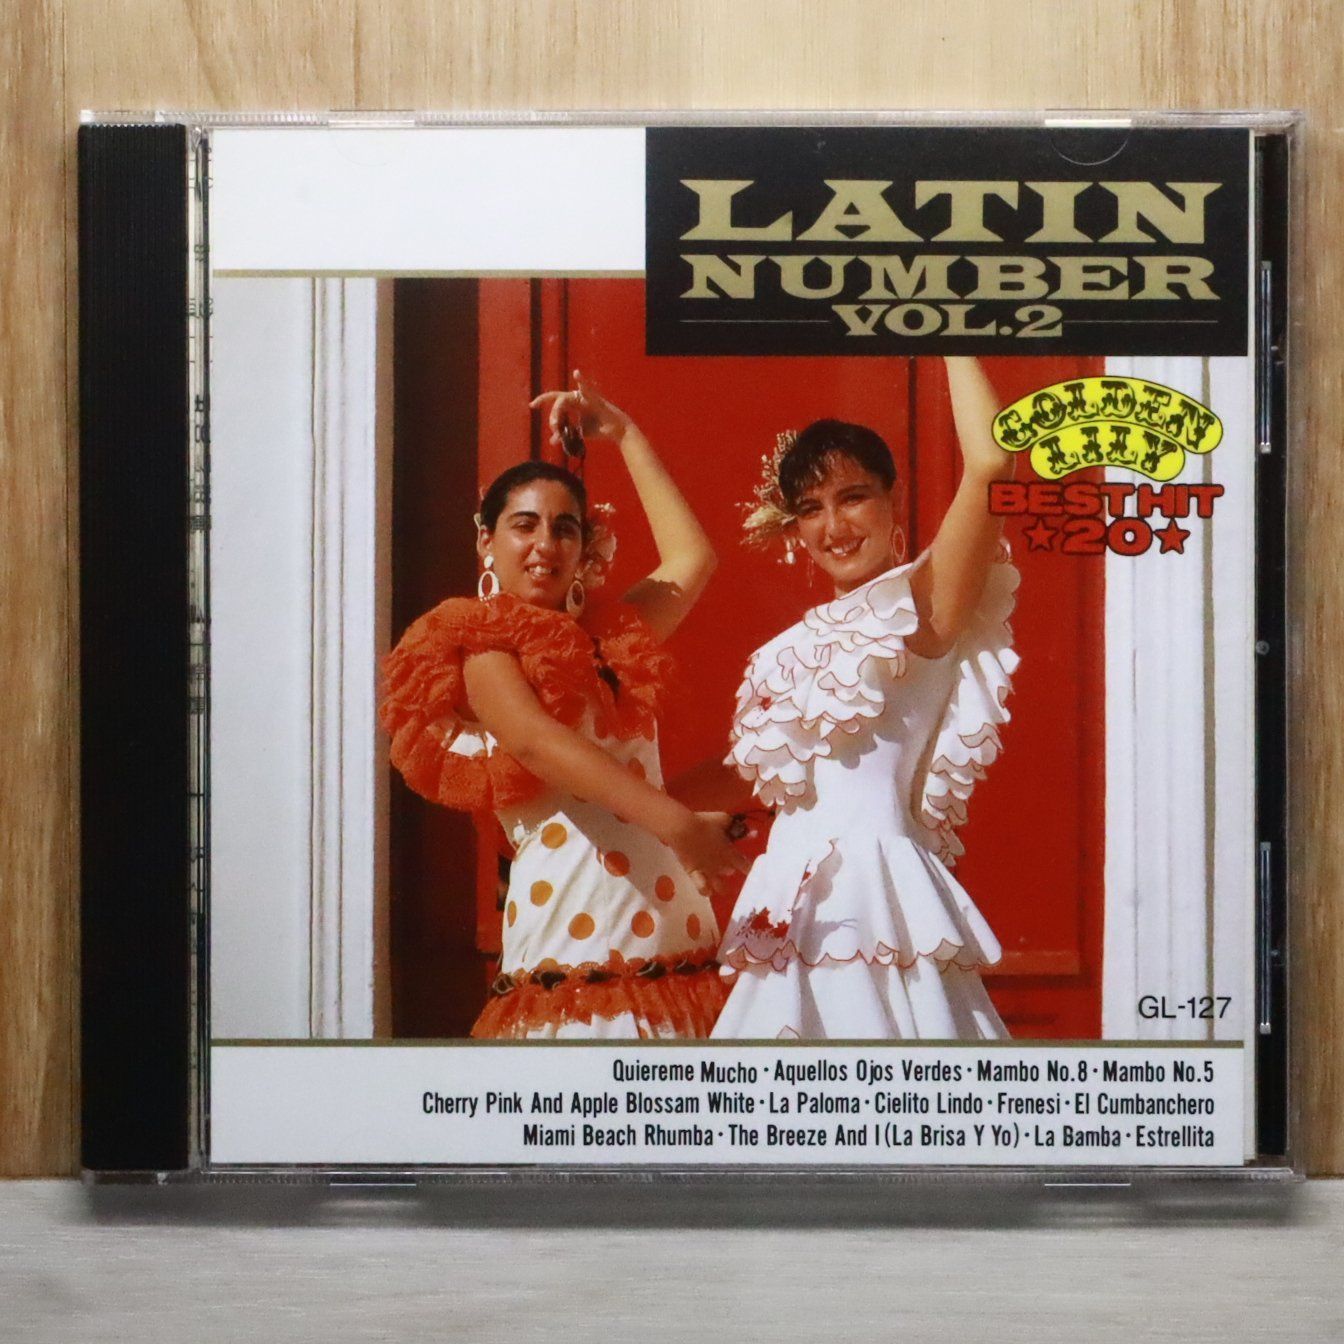 LATIN
NUMBER
VOL.2
GOLDEN
LILY
BEST HIT
★20★
GL-127
Quiereme Mucho・Aquellos Ojos Verdes・Mambo No.8・Mambo No.5
Cherry Pink And Apple Blossam White・La Paloma・Cielito Lindo・Frenesi・El Cumbanchero
Miami Beach Rhumba・The Breeze And I (La Brisa Y Yo)・La Bamba・Estrellita